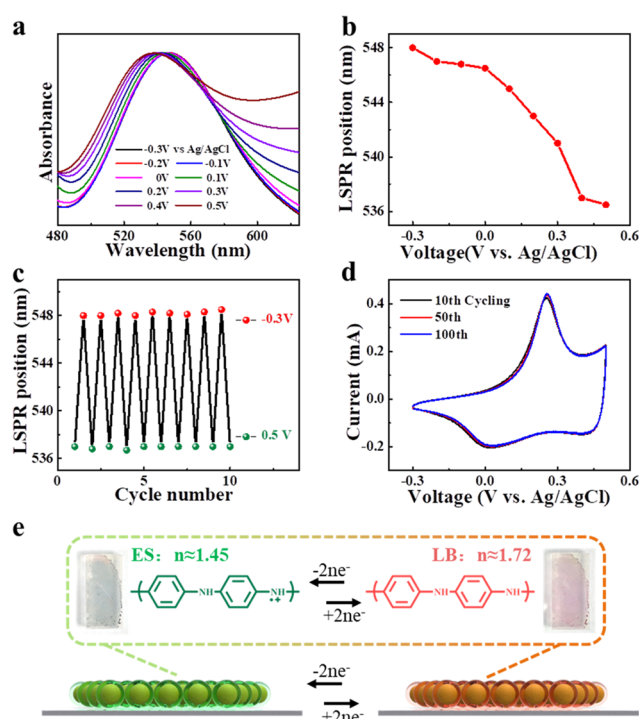 a
Absorbance
-0.3V vs Ag/AgCl
-0.2V -0.1V
0V 0.1V
0.2V 0.3V
0.4V 0.5V
480 520 560 600
Wavelength (nm)
b
LSPR position (nm)
548
544
540
536
-0.3 0.0 0.3 0.6
Voltage(V vs. Ag/AgCl)
c
LSPR position (nm)
548
544
540
536
-0.3V
0.5 V
0 5 10
Cycle number
d
Current (mA)
0.4
0.2
0.0
-0.2
10th Cycling
50th
100th
-0.3 0.0 0.3 0.6
Voltage (V vs. Ag/AgCl)
e
ES: n≈1.45 LB: n≈1.72
NH NH NH NH
-2ne⁻
+2ne⁻
-2ne⁻
+2ne⁻